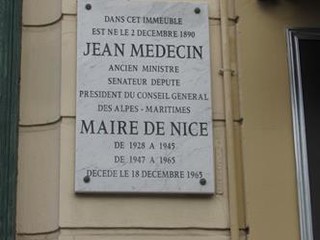 DANS CET IMMEUBLE
EST NE LE 2 DECEMBRE 1890
JEAN MEDECIN
ANCIEN MINISTRE
SENATEUR DEPUTE
PRESIDENT DU CONSEIL GENERAL
DES ALPES - MARITIMES
MAIRE DE NICE
DE 1928 A 1945
DE 1947 A 1965
DECEDE LE 18 DECEMBRE 1965